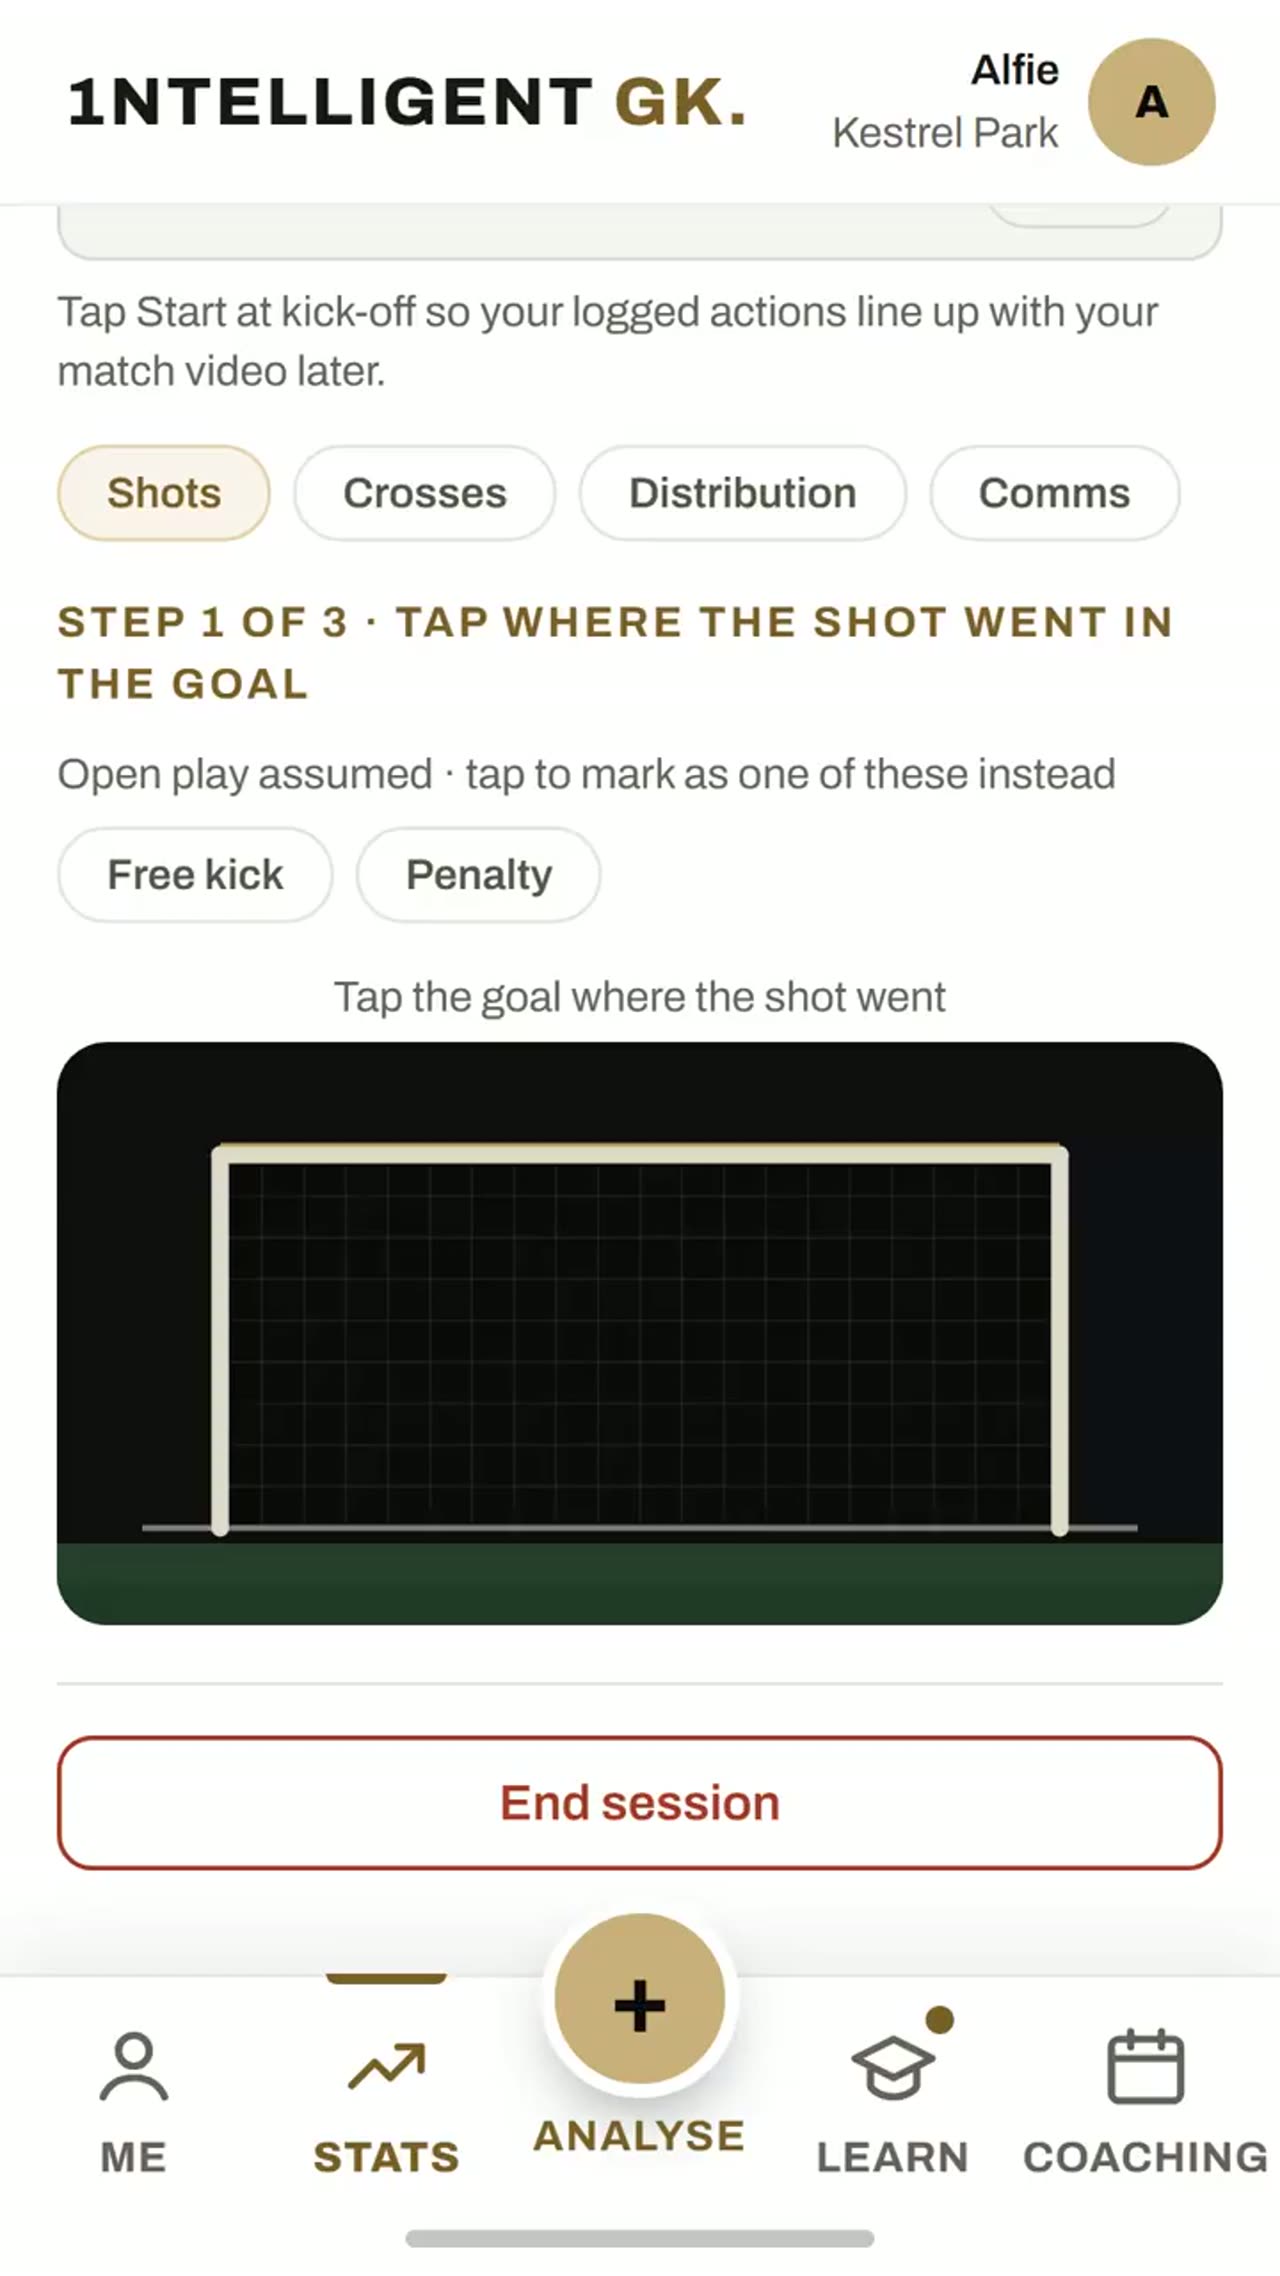 1NTELLIGENT GK.
Alfie
Kestrel Park
A
Tap Start at kick-off so your logged actions line up with your
match video later.
Shots
Crosses
Distribution
Comms
STEP 1 OF 3 · TAP WHERE THE SHOT WENT IN
THE GOAL
Open play assumed · tap to mark as one of these instead
Free kick
Penalty
Tap the goal where the shot went
End session
+
ME
STATS
ANALYSE
LEARN
COACHING